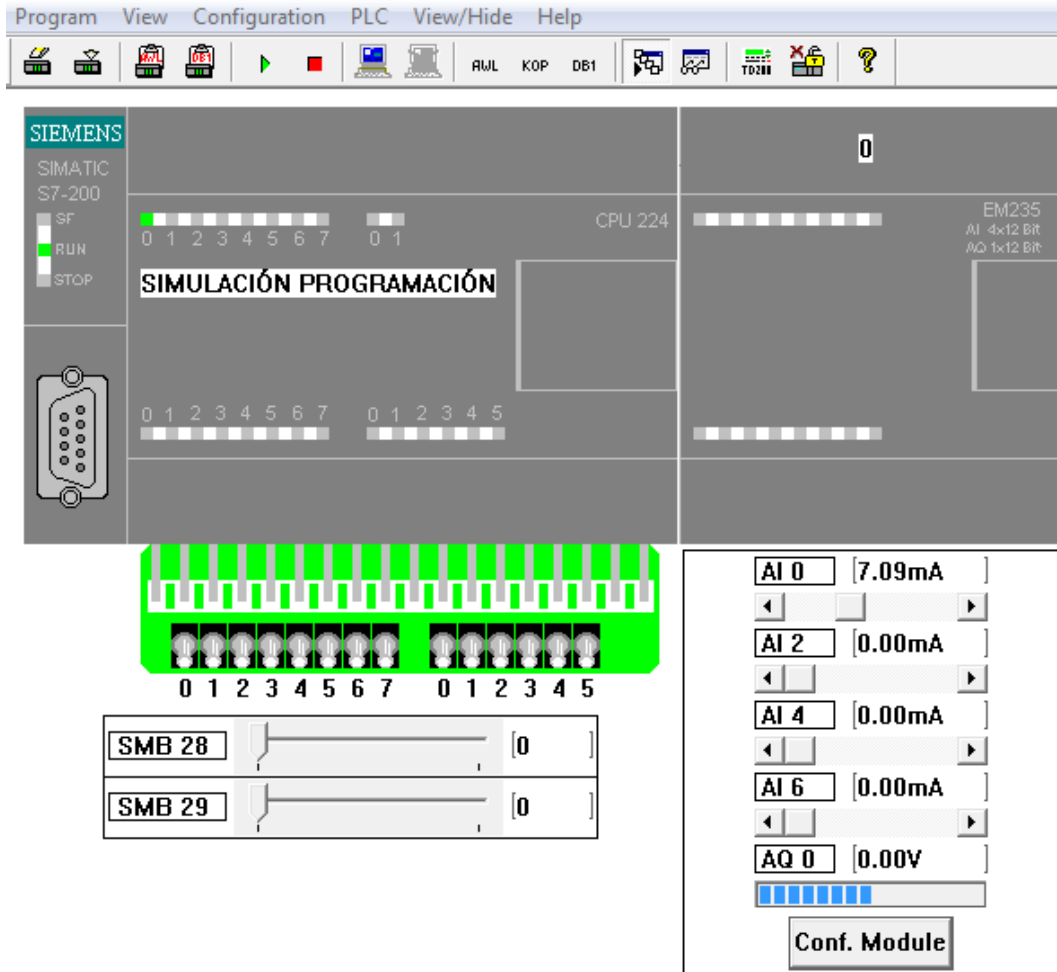 Program View Configuration PLC View/Hide Help
AWL DB1 AWL KOP DB1 TD200 ?
SIEMENS
SIMATIC
S7-200
SF
RUN
STOP
0 1 2 3 4 5 6 7 0 1
CPU 224
SIMULACIÓN PROGRAMACIÓN
0 1 2 3 4 5 6 7 0 1 2 3 4 5
0
EM235
AI 4x12 Bit
AQ 1x12 Bit
0 1 2 3 4 5 6 7 0 1 2 3 4 5
SMB 28 [0 ]
SMB 29 [0 ]
AI 0 [7.09mA ]
AI 2 [0.00mA ]
AI 4 [0.00mA ]
AI 6 [0.00mA ]
AQ 0 [0.00V ]
Conf. Module